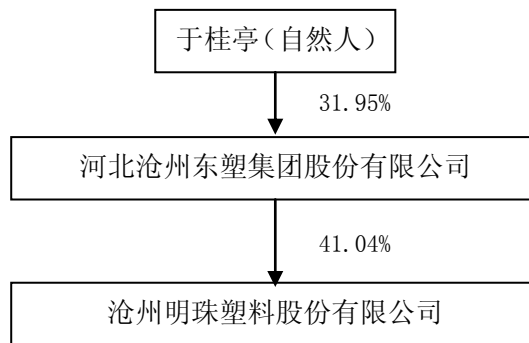 于桂亭（自然人）
31.95%
河北沧州东塑集团股份有限公司
41.04%
沧州明珠塑料股份有限公司